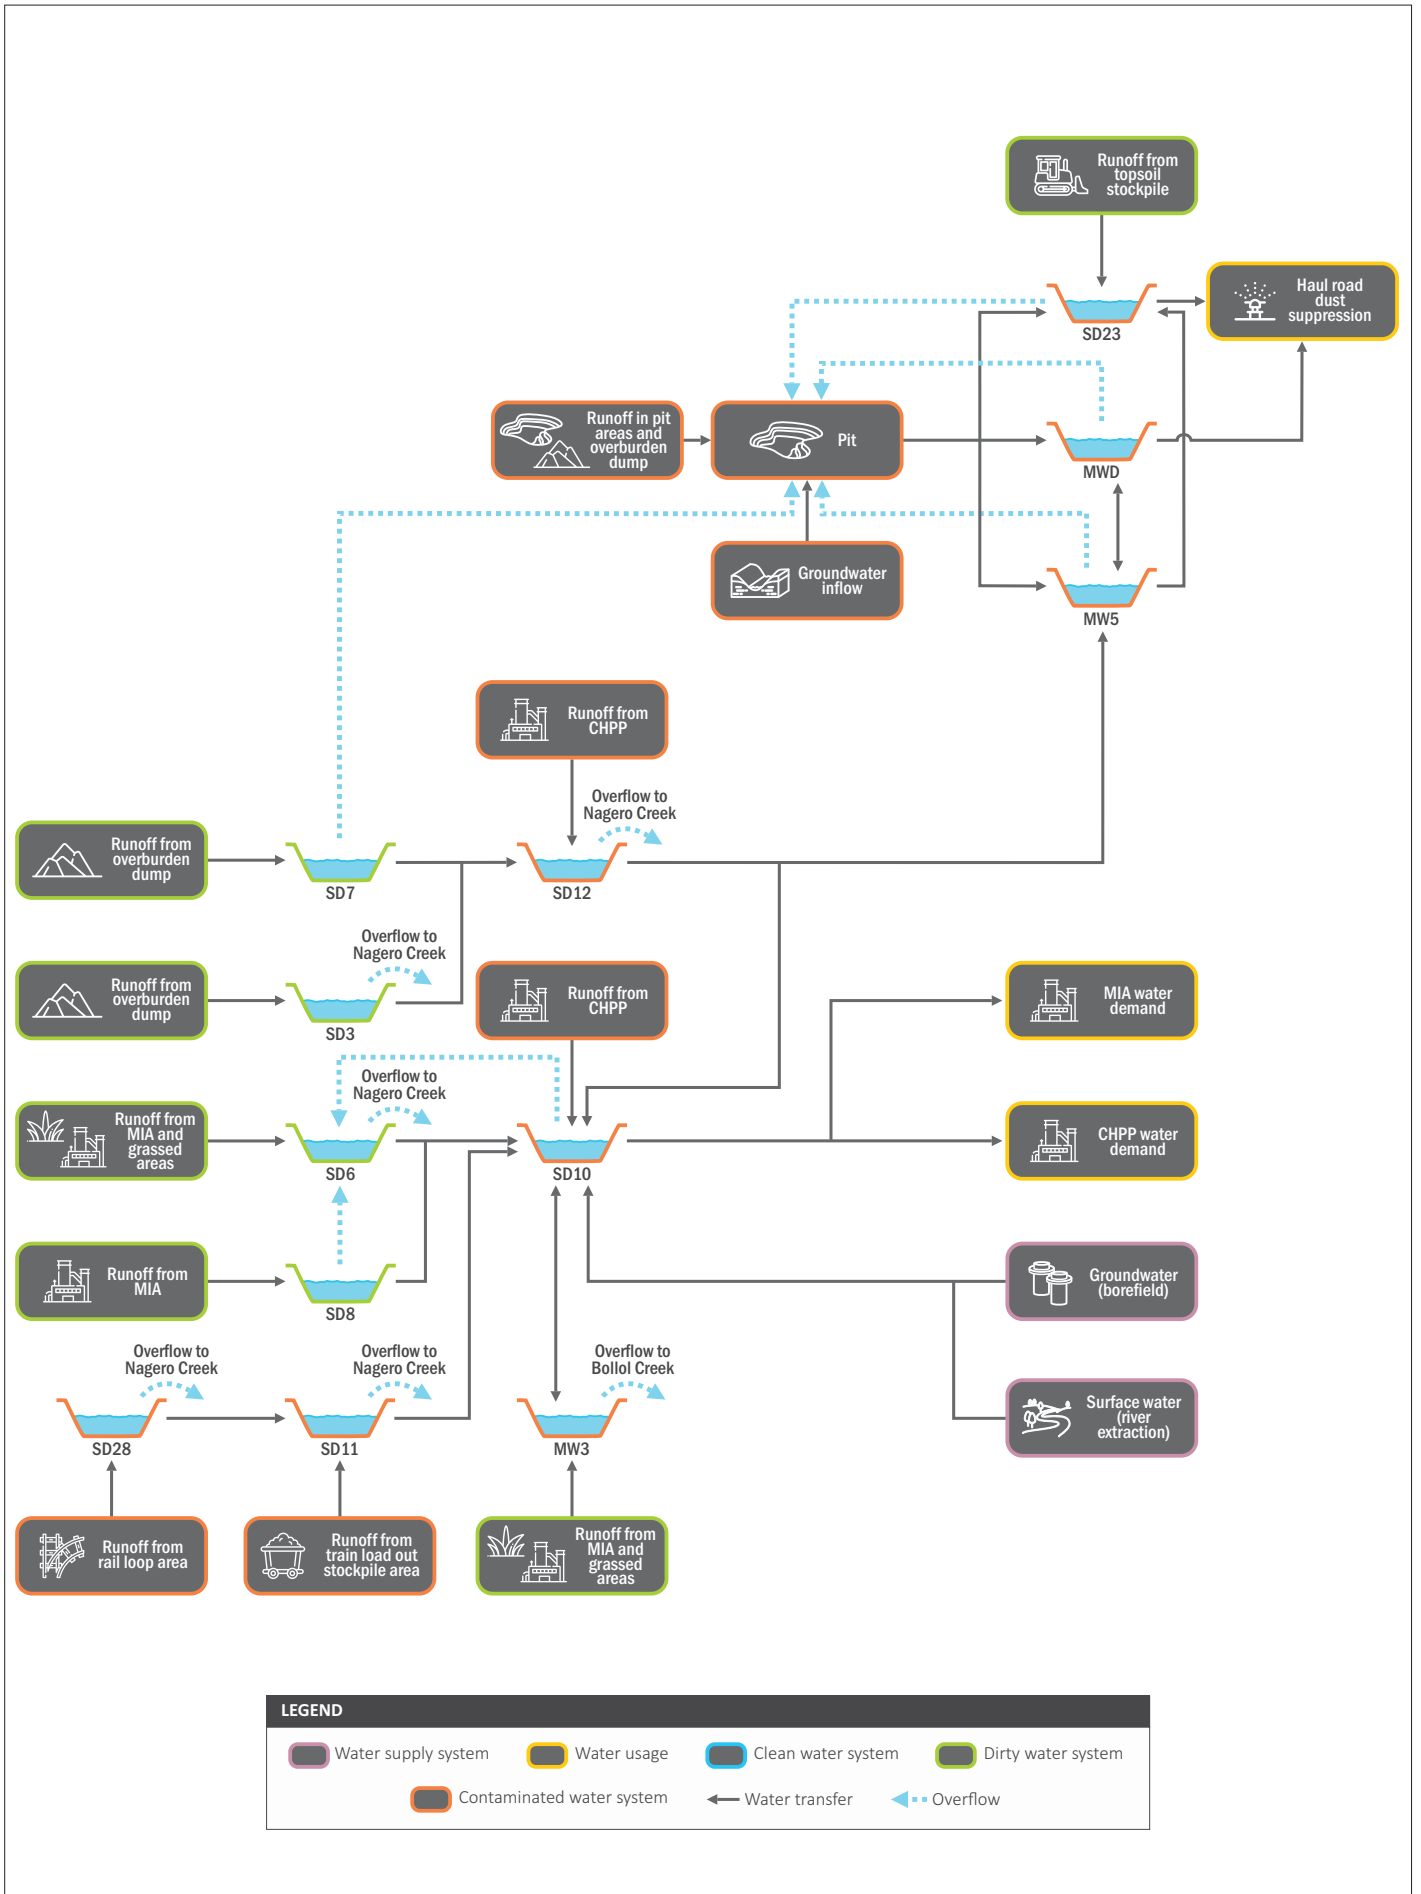 Runoff from
topsoil
stockpile
Haul road
dust
suppression
SD23
Runoff in pit
areas and
overburden
dump
Pit
MWD
Groundwater
inflow
MW5
Runoff from
CHPP
Overflow to
Nagero Creek
Runoff from
overburden
dump
SD7
SD12
Overflow to
Nagero Creek
Runoff from
overburden
dump
SD3
Runoff from
CHPP
MIA water
demand
Overflow to
Nagero Creek
Runoff from
MIA and
grassed
areas
SD6
SD10
CHPP water
demand
Runoff from
MIA
SD8
Groundwater
(borefield)
Overflow to
Nagero Creek
Overflow to
Nagero Creek
Overflow to
Bollol Creek
Surface water
(river
extraction)
SD28
SD11
MW3
Runoff from
rail loop area
Runoff from
train load out
stockpile area
Runoff from
MIA and
grassed
areas
LEGEND
Water supply system
Water usage
Clean water system
Dirty water system
Contaminated water system
Water transfer
Overflow